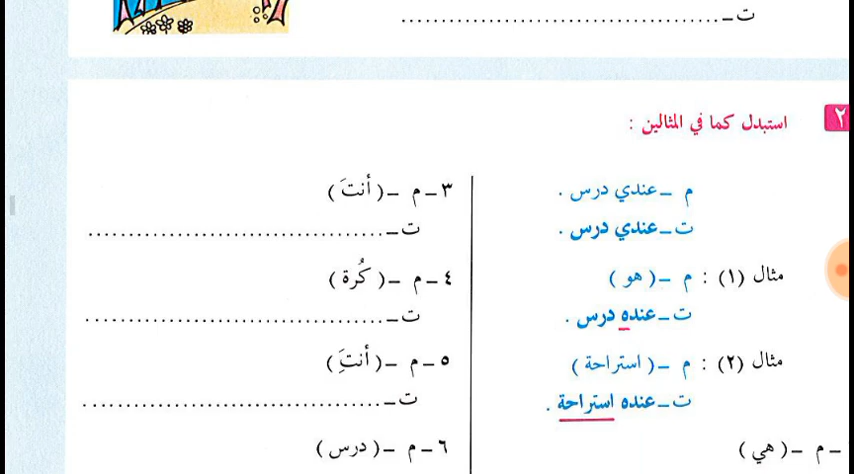 ت – ........................................
٢ استبدل كما في المثالين :
م – عندي درس .
ت – عندي درس .
مثال (١) : م – ( هو )
ت – عنده درس .
مثال (٢) : م – ( استراحة )
ت – عنده استراحة .
– م – ( هي )
٣ – م – ( أنتَ )
ت – ........................................
٤ – م – ( كُرة )
ت – ........................................
٥ – م – ( أنتِ )
ت – ........................................
٦ – م – ( درس )